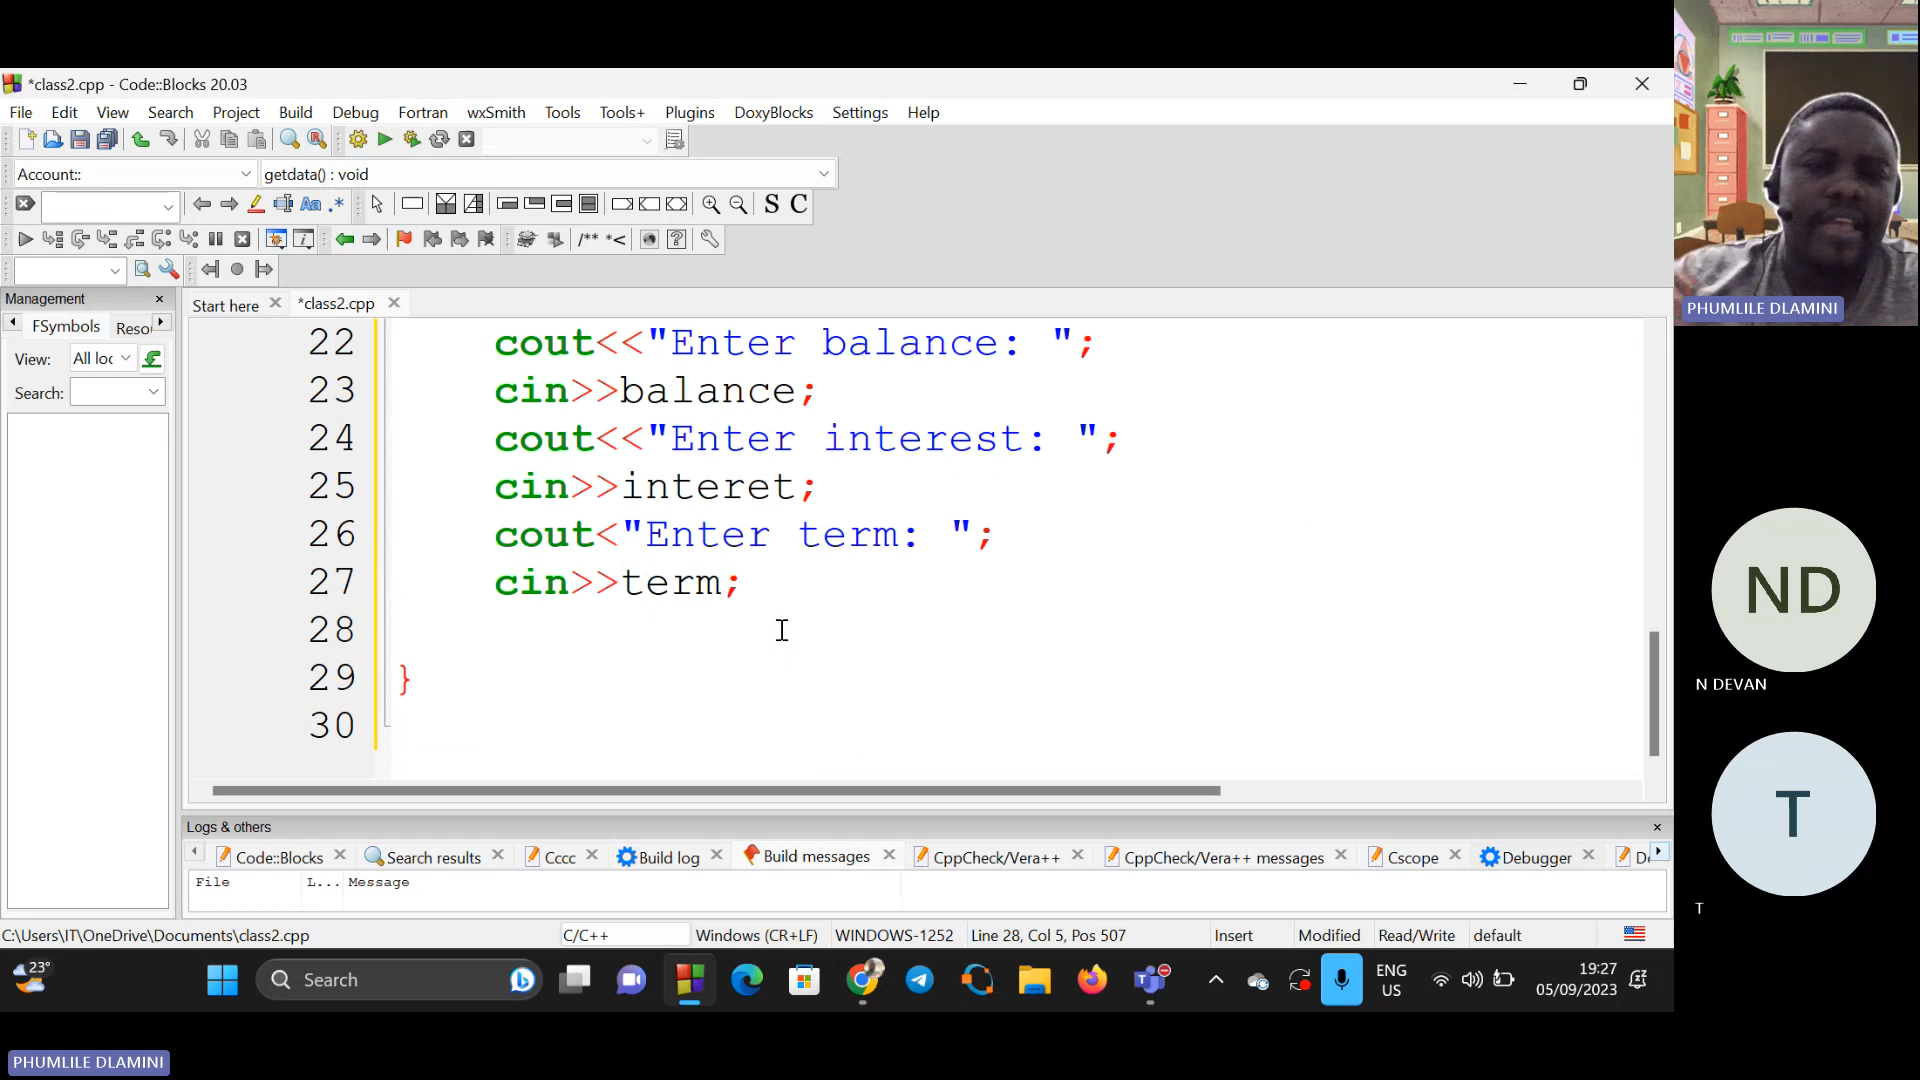 *class2.cpp - Code::Blocks 20.03
File Edit View Search Project Build Debug Fortran wxSmith Tools Tools+ Plugins DoxyBlocks Settings Help
Account:: getdata() : void
S C
/** *<
Management
Start here *class2.cpp
FSymbols Reso
View: All loc
Search:
22 cout<<"Enter balance: ";
23 cin>>balance;
24 cout<<"Enter interest: ";
25 cin>>interet;
26 cout<"Enter term: ";
27 cin>>term;
28
29 }
30
Logs & others
Code::Blocks Search results Cccc Build log Build messages CppCheck/Vera++ CppCheck/Vera++ messages Cscope Debugger
File L... Message
C:\Users\IT\OneDrive\Documents\class2.cpp C/C++ Windows (CR+LF) WINDOWS-1252 Line 28, Col 5, Pos 507 Insert Modified Read/Write default
23° Search ENG US 19:27 05/09/2023
PHUMLILE DLAMINI
ND
N DEVAN
T
T
PHUMLILE DLAMINI